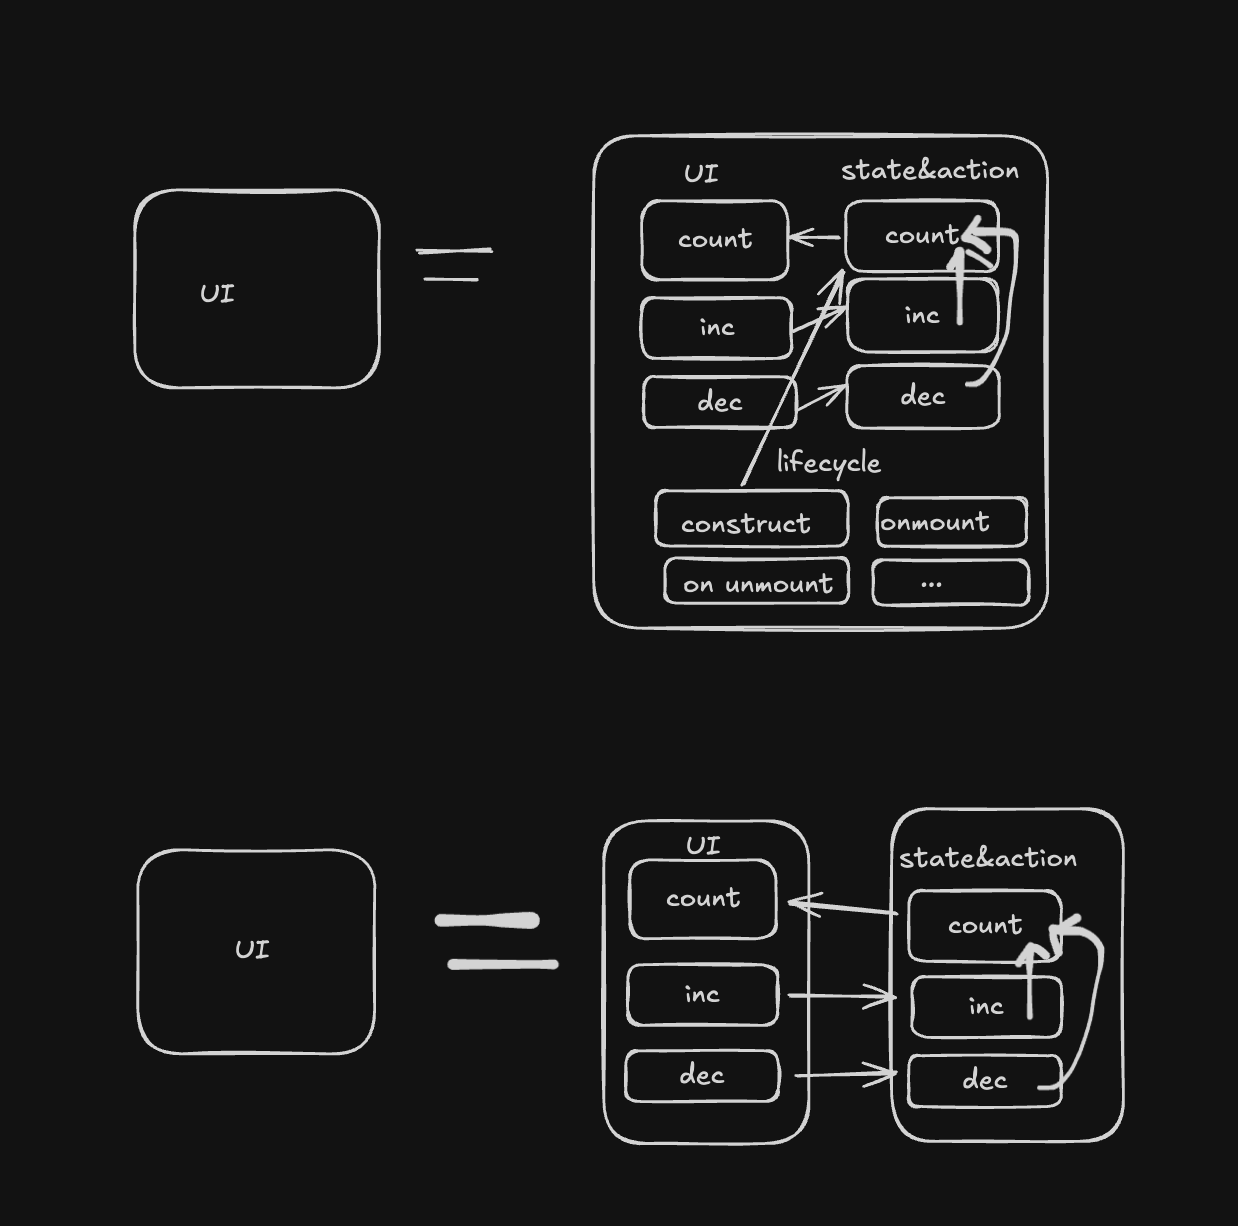 UI
UI
state&action
count
count
inc
inc
dec
dec
lifecycle
construct
onmount
on unmount
...
UI
UI
state&action
count
count
inc
inc
dec
dec